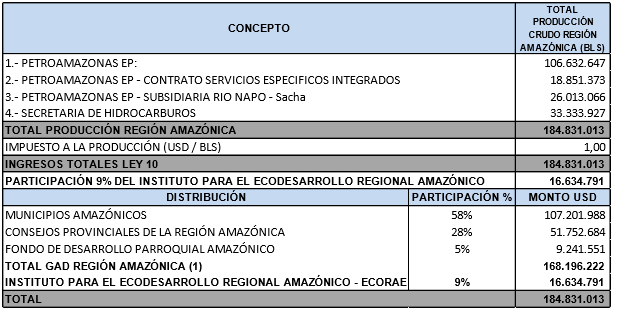 CONCEPTO
TOTAL
PRODUCCIÓN
CRUDO REGIÓN
AMAZÓNICA (BLS)
1.- PETROAMAZONAS EP: 106.632.647
2.- PETROAMAZONAS EP - CONTRATO SERVICIOS ESPECIFICOS INTEGRADOS 18.851.373
3.- PETROAMAZONAS EP - SUBSIDIARIA RIO NAPO - Sacha 26.013.066
4.- SECRETARIA DE HIDROCARBUROS 33.333.927
TOTAL PRODUCCIÓN REGIÓN AMAZÓNICA 184.831.013
IMPUESTO A LA PRODUCCIÓN (USD / BLS) 1,00
INGRESOS TOTALES LEY 10 184.831.013
PARTICIPACIÓN 9% DEL INSTITUTO PARA EL ECODESARROLLO REGIONAL AMAZÓNICO 16.634.791
DISTRIBUCIÓN PARTICIPACIÓN % MONTO USD
MUNICIPIOS AMAZÓNICOS 58% 107.201.988
CONSEJOS PROVINCIALES DE LA REGIÓN AMAZÓNICA 28% 51.752.684
FONDO DE DESARROLLO PARROQUIAL AMAZÓNICO 5% 9.241.551
TOTAL GAD REGIÓN AMAZÓNICA (1) 168.196.222
INSTITUTO PARA EL ECODESARROLLO REGIONAL AMAZÓNICO - ECORAE 9% 16.634.791
TOTAL 184.831.013